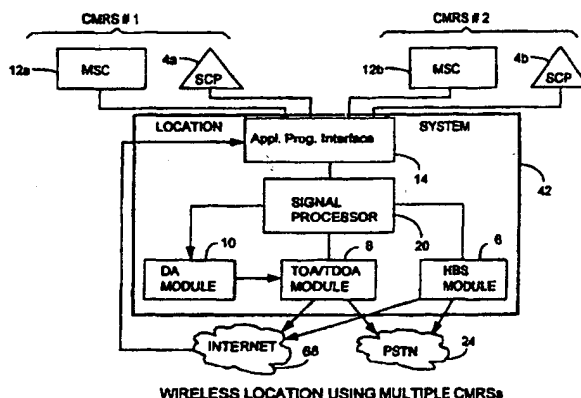 CMRS # 1
CMRS # 2
12a
MSC
4a
SCP
12b
MSC
4b
SCP
LOCATION
SYSTEM
Appl. Prog. Interface
14
42
SIGNAL
PROCESSOR
20
10
8
6
DA
MODULE
TOA/TDOA
MODULE
HBS
MODULE
INTERNET
68
PSTN
24
WIRELESS LOCATION USING MULTIPLE CMRSs